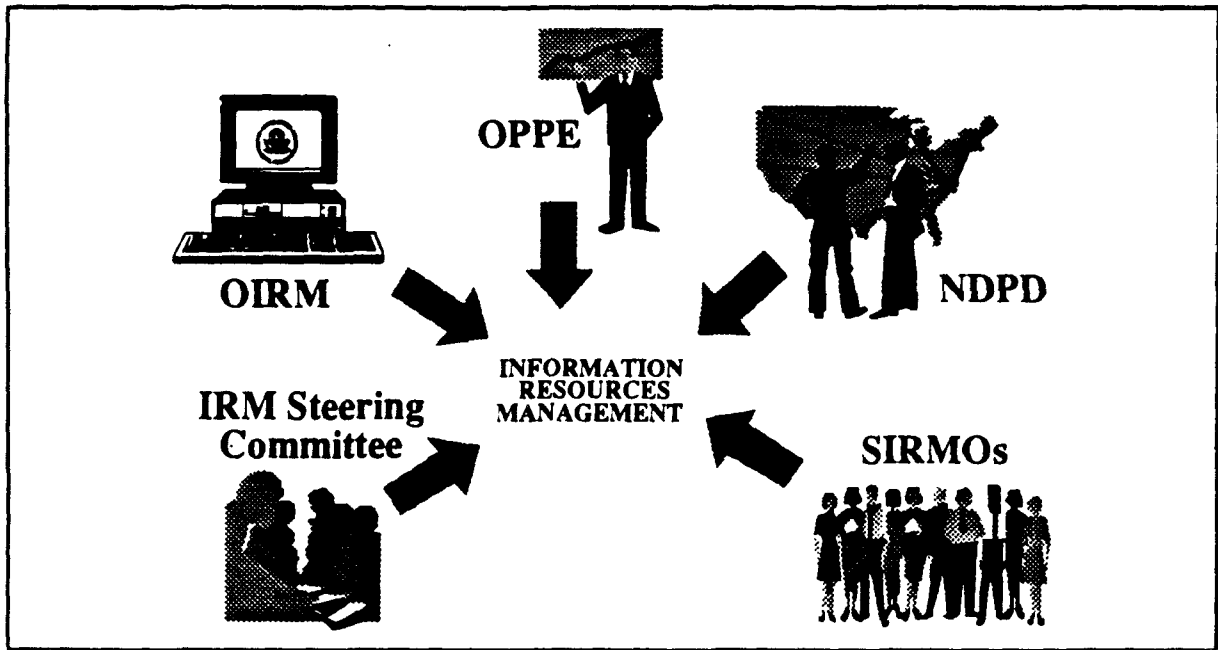 OPPE
OIRM
NDPD
INFORMATION
RESOURCES
MANAGEMENT
IRM Steering
Committee
SIRMOs